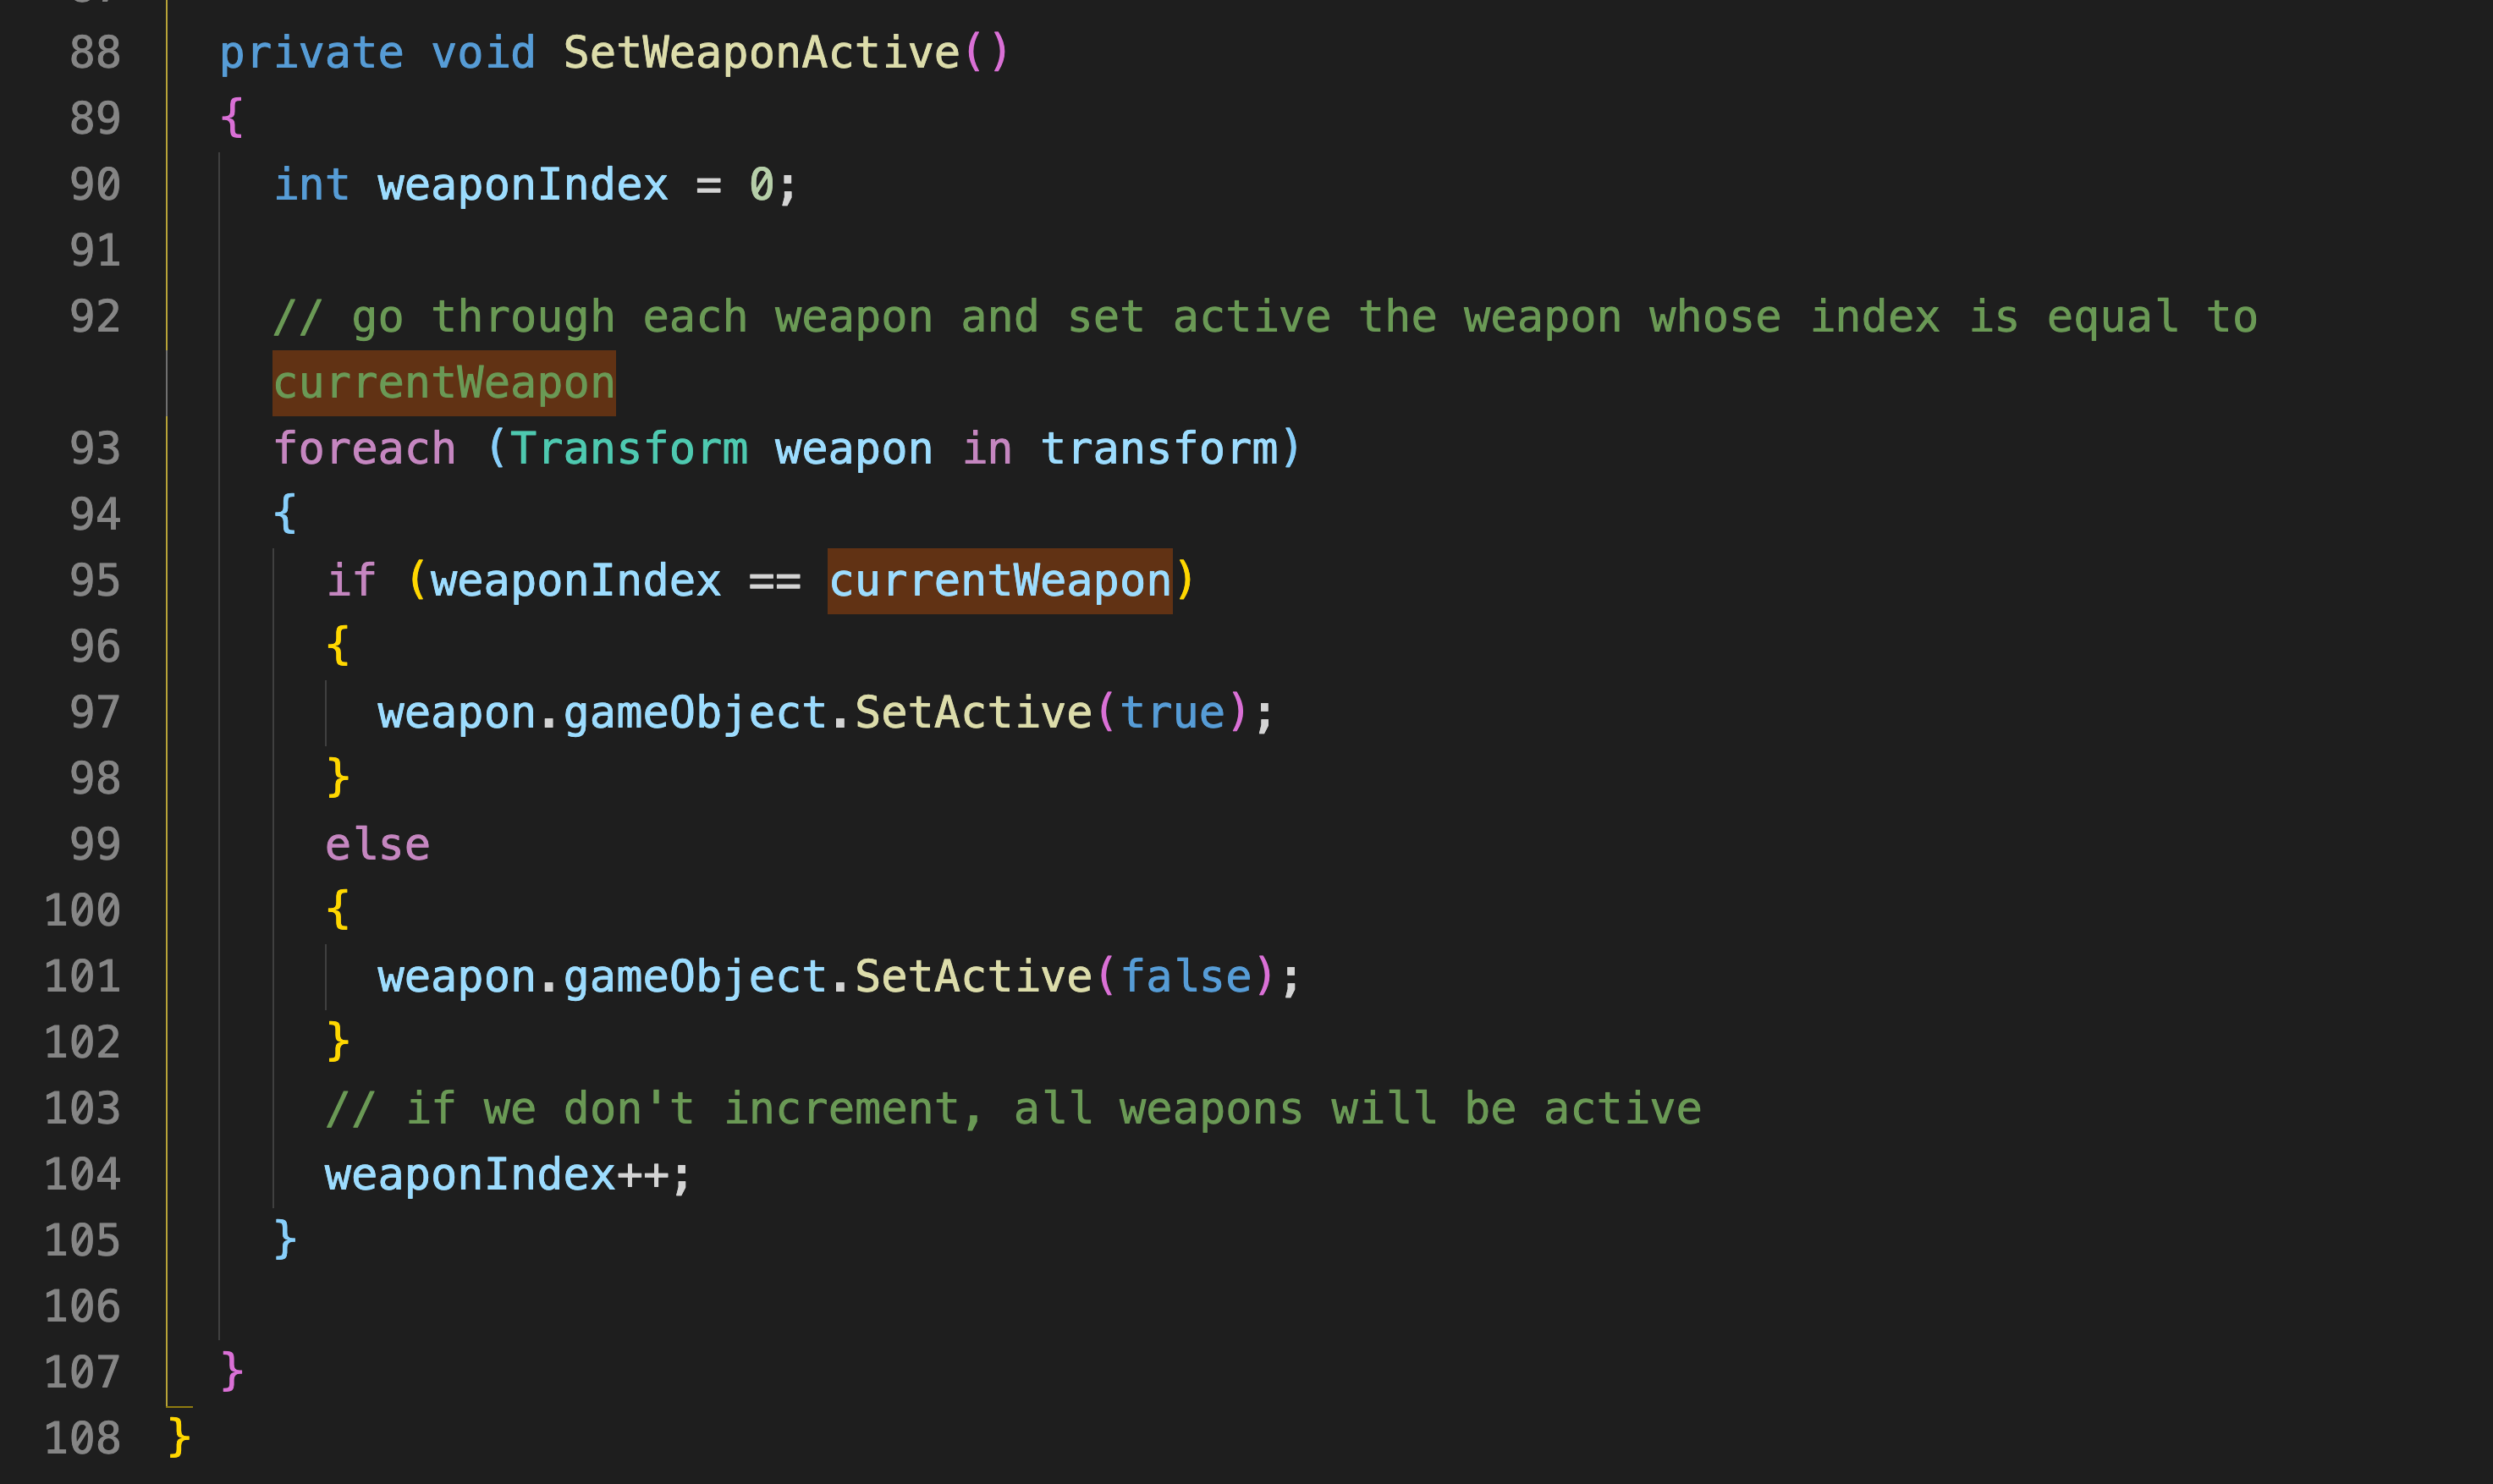 88 private void SetWeaponActive()
89 {
90 int weaponIndex = 0;
91
92 // go through each weapon and set active the weapon whose index is equal to
currentWeapon
93 foreach (Transform weapon in transform)
94 {
95 if (weaponIndex == currentWeapon)
96 {
97 weapon.gameObject.SetActive(true);
98 }
99 else
100 {
101 weapon.gameObject.SetActive(false);
102 }
103 // if we don't increment, all weapons will be active
104 weaponIndex++;
105 }
106
107 }
108 }